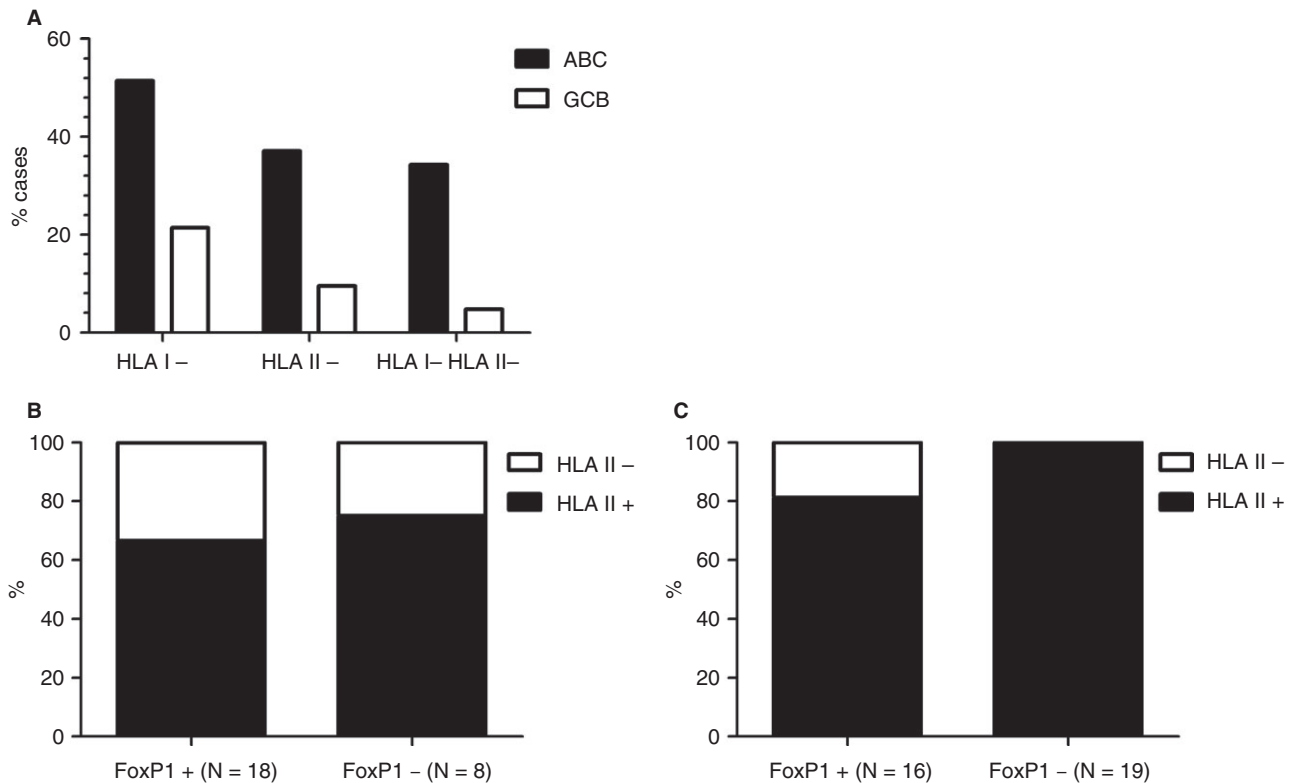 A
60
40
20
0
% cases
ABC
GCB
HLA I –
HLA II –
HLA I– HLA II–
B
100
80
60
40
20
0
%
HLA II –
HLA II +
FoxP1 + (N = 18)
FoxP1 – (N = 8)
C
100
80
60
40
20
0
%
HLA II –
HLA II +
FoxP1 + (N = 16)
FoxP1 – (N = 19)